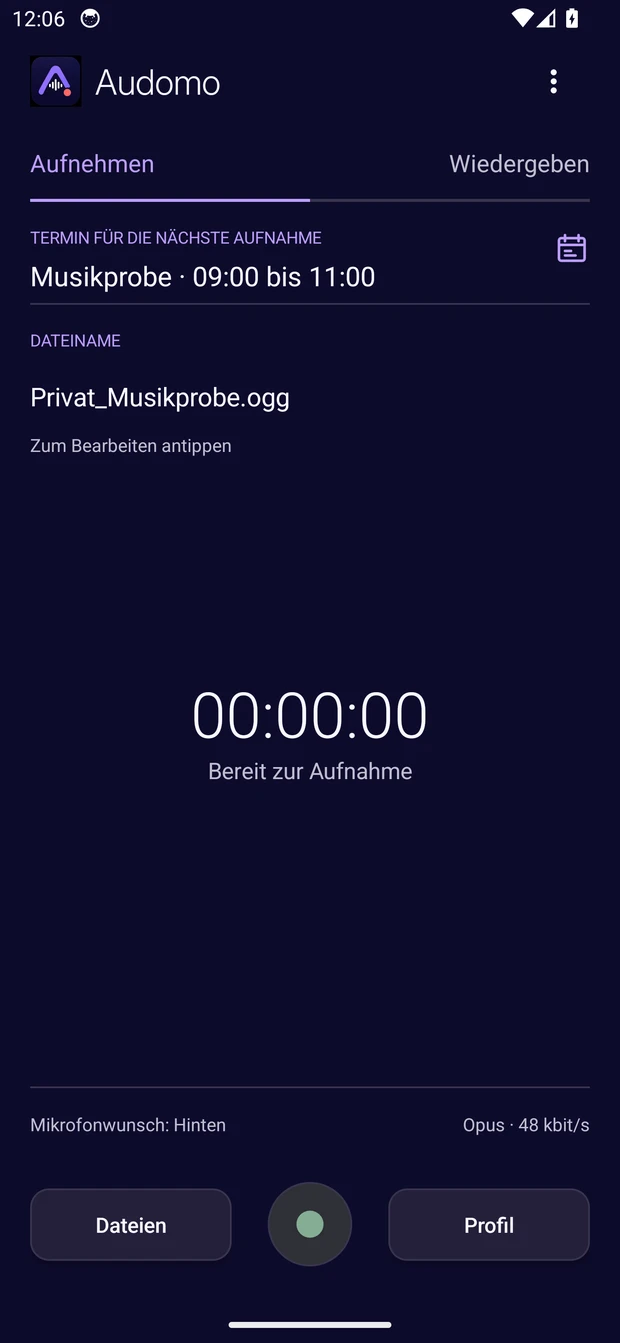 12:06
Audomo
Aufnehmen
Wiedergeben
TERMIN FÜR DIE NÄCHSTE AUFNAHME
Musikprobe · 09:00 bis 11:00
DATEINAME
Privat_Musikprobe.ogg
Zum Bearbeiten antippen
00:00:00
Bereit zur Aufnahme
Mikrofonwunsch: Hinten
Opus · 48 kbit/s
Dateien
Profil